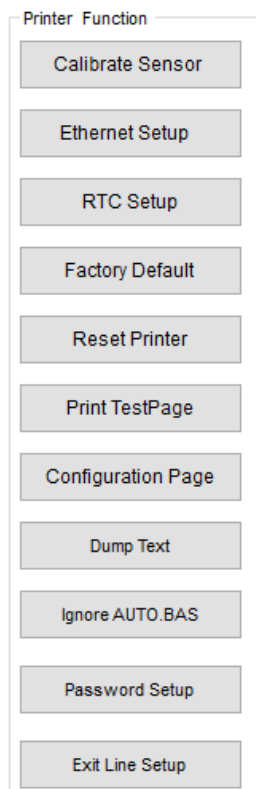 Printer Function
Calibrate Sensor
Ethernet Setup
RTC Setup
Factory Default
Reset Printer
Print TestPage
Configuration Page
Dump Text
Ignore AUTO.BAS
Password Setup
Exit Line Setup